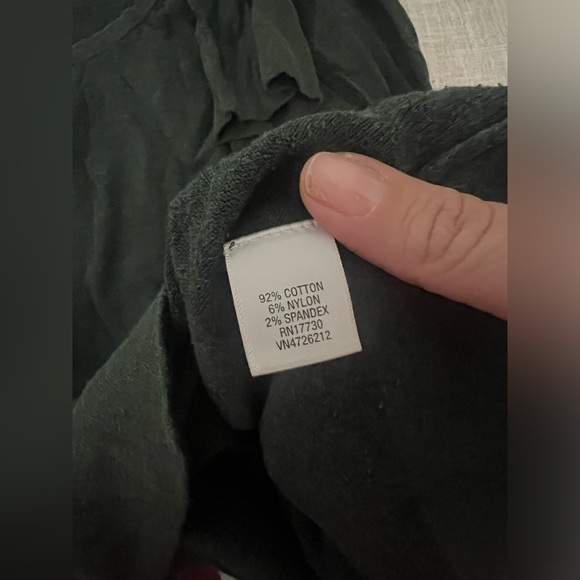 92% COTTON
6% NYLON
2% SPANDEX
RN17730
VN4726212